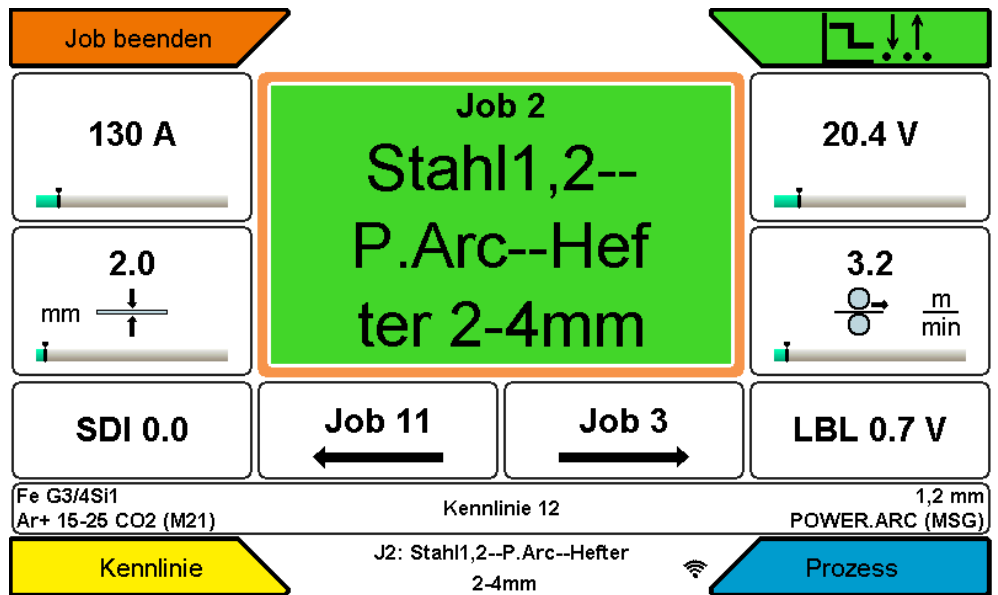 Job beenden
130 A
Job 2
Stahl1,2--
P.Arc--Hef
ter 2-4mm
20.4 V
2.0
mm
3.2
m
min
SDI 0.0
Job 11
Job 3
LBL 0.7 V
Fe G3/4Si1
Ar+ 15-25 CO2 (M21)
Kennlinie 12
1,2 mm
POWER.ARC (MSG)
Kennlinie
J2: Stahl1,2--P.Arc--Hefter
2-4mm
Prozess